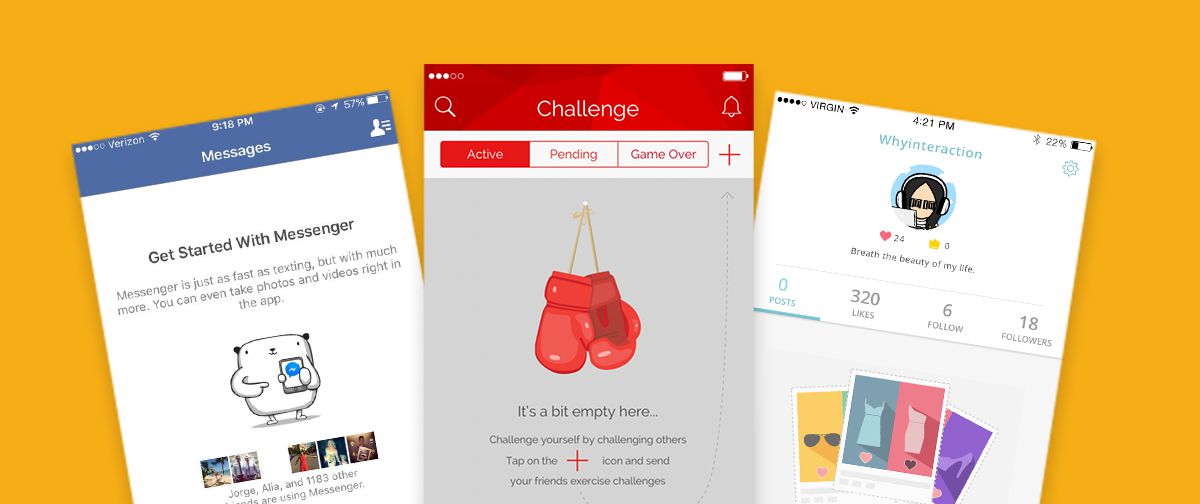 Verizon
9:18 PM
57%
Messages
Get Started With Messenger
Messenger is just as fast as texting, but with much
more. You can even take photos and videos right in
the app.
Jorge, Alia, and 1183 other
friends are using Messenger.
Challenge
Active
Pending
Game Over
It's a bit empty here...
Challenge yourself by challenging others
Tap on the + icon and send
your friends exercise challenges
VIRGIN
4:21 PM
22%
Whyinteraction
24
0
Breath the beauty of my life.
0
POSTS
320
LIKES
6
FOLLOW
18
FOLLOWERS